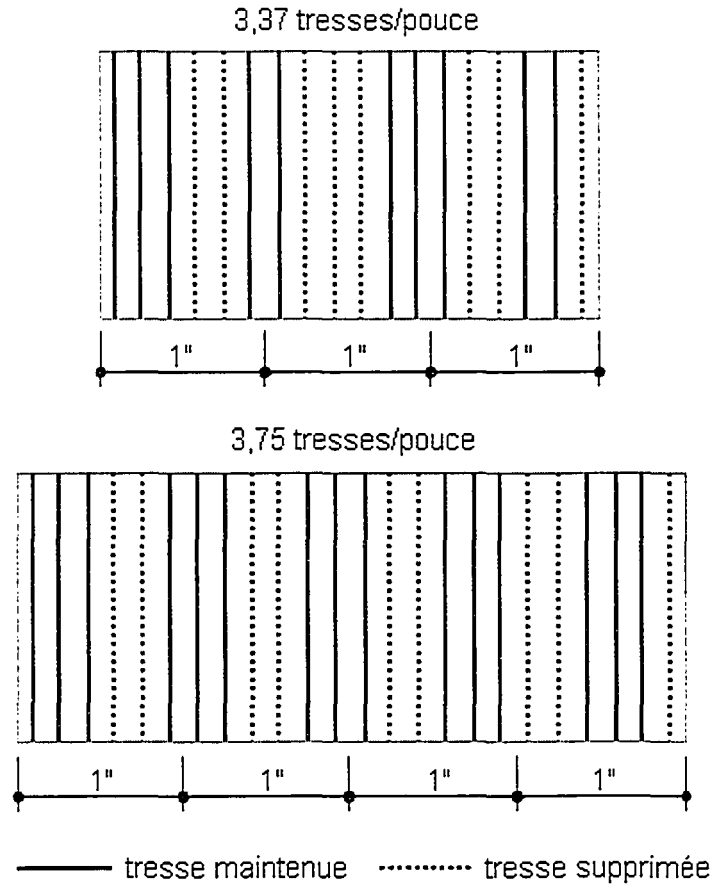 3,37 tresses/pouce
1" 1" 1"
3,75 tresses/pouce
1" 1" 1" 1"
tresse maintenue tresse supprimée